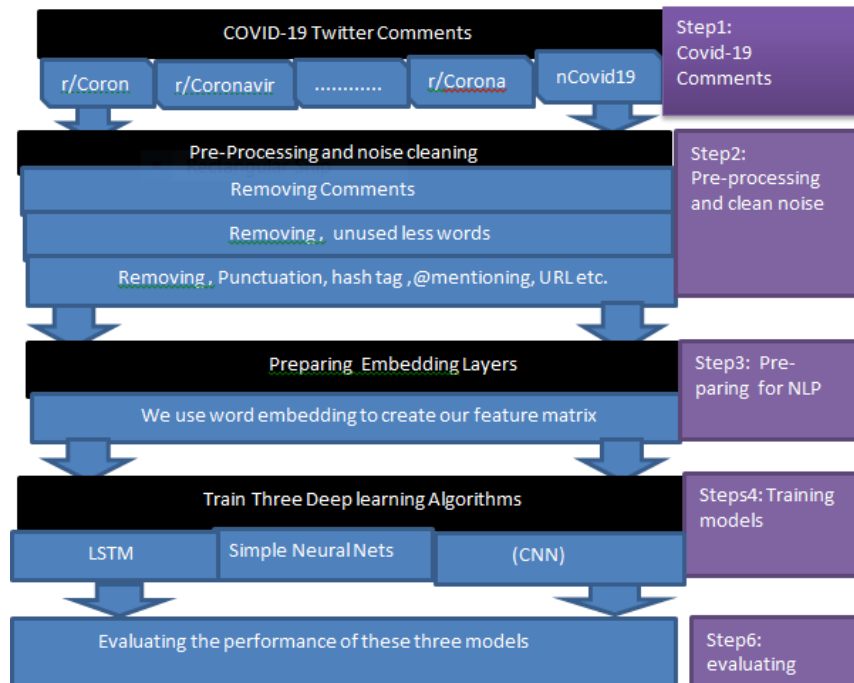 COVID-19 Twitter Comments
Step1:
Covid-19
Comments
r/Coron
r/Coronavir
............
r/Corona
nCovid19
Pre-Processing and noise cleaning
Step2:
Pre-processing
and clean noise
Removing Comments
Removing , unused less words
Removing , Punctuation, hash tag ,@mentioning, URL etc.
Preparing Embedding Layers
Step3: Pre-
paring for NLP
We use word embedding to create our feature matrix
Train Three Deep learning Algorithms
Steps4: Training
models
LSTM
Simple Neural Nets
(CNN)
Evaluating the performance of these three models
Step6:
evaluating